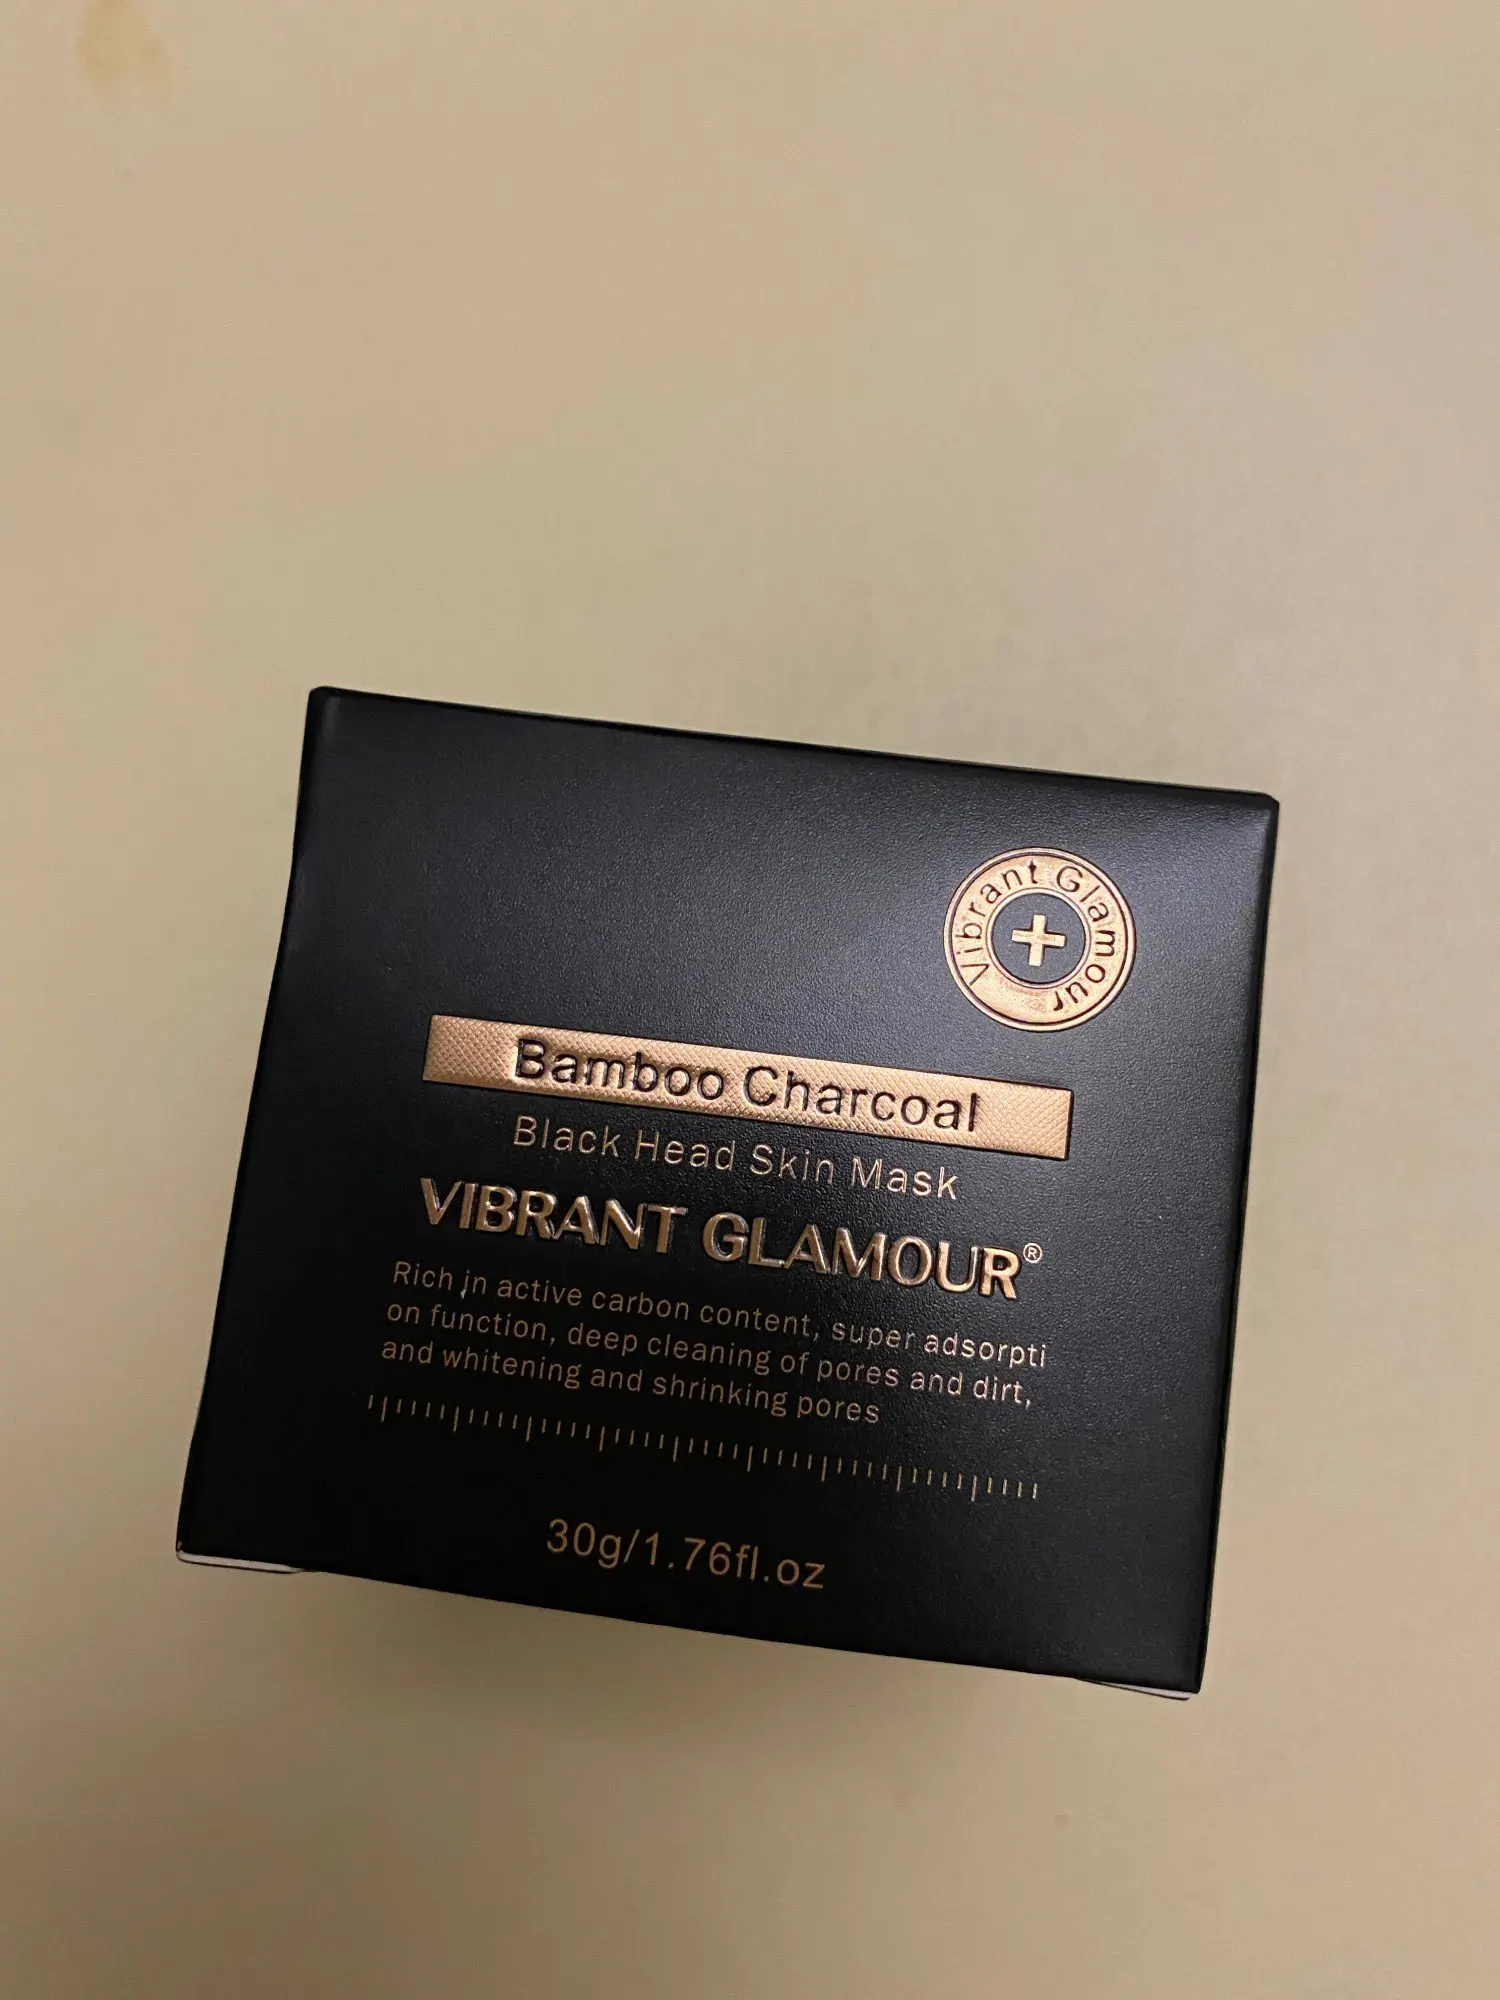 Vibrant Glamour
Bamboo Charcoal
Black Head Skin Mask
VIBRANT GLAMOUR®
Rich in active carbon content, super adsorpti
on function, deep cleaning of pores and dirt,
and whitening and shrinking pores
30g/1.76fl.oz